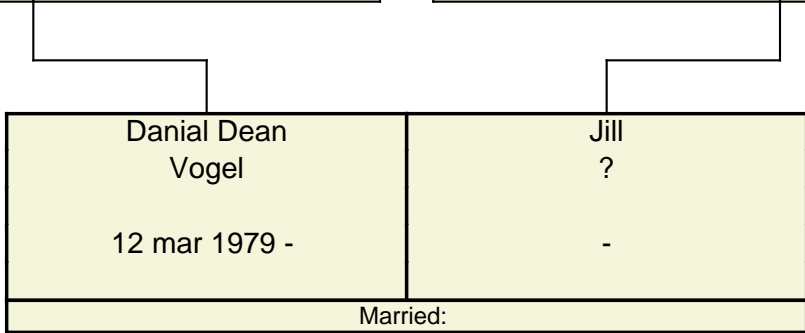 Danial Dean
Vogel
12 mar 1979 -
Jill
?
-
Married: